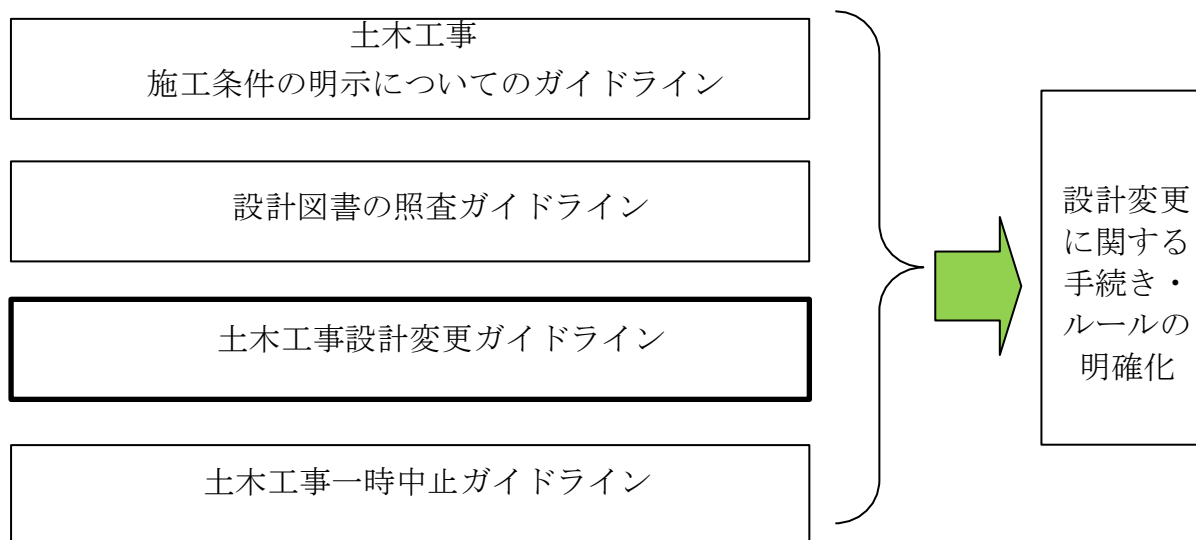 土木工事
施工条件の明示についてのガイドライン
設計図書の照査ガイドライン
土木工事設計変更ガイドライン
土木工事一時中止ガイドライン
設計変更
に関する
手続き・
ルールの
明確化